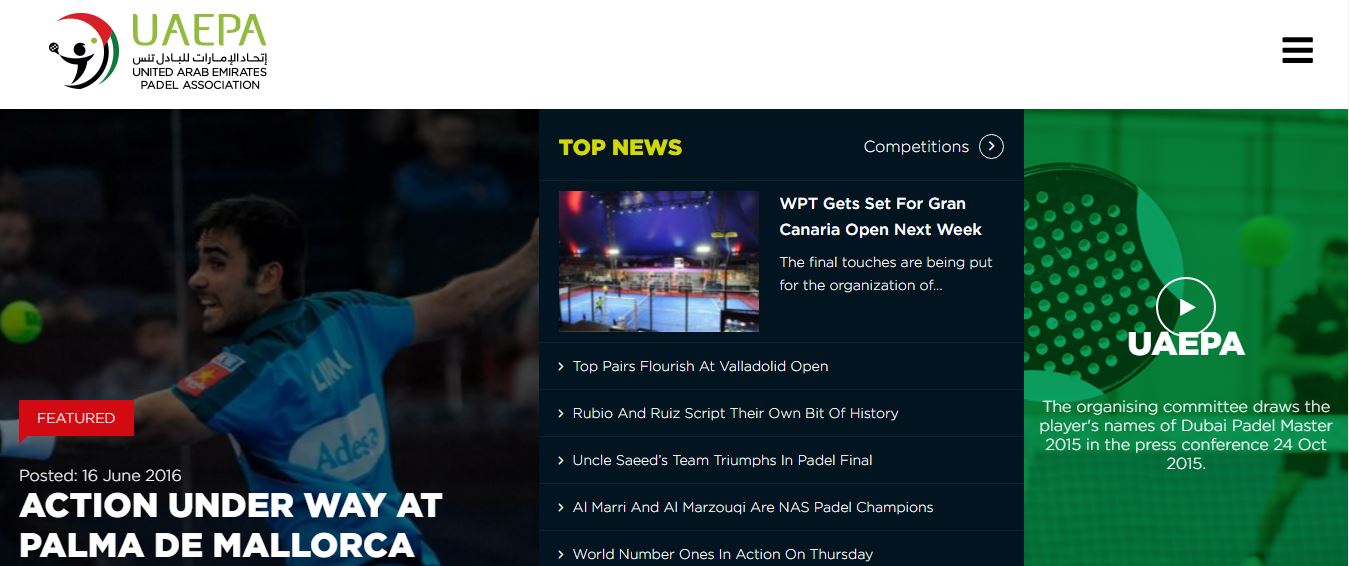 UAEPA
إتحاد الإمارات للبادل تنس
UNITED ARAB EMIRATES
PADEL ASSOCIATION
LIMA
Adeslas
FEATURED
Posted: 16 June 2016
ACTION UNDER WAY AT
PALMA DE MALLORCA
TOP NEWS
Competitions
WPT Gets Set For Gran
Canaria Open Next Week
The final touches are being put
for the organization of...
Top Pairs Flourish At Valladolid Open
Rubio And Ruiz Script Their Own Bit Of History
Uncle Saeed’s Team Triumphs In Padel Final
Al Marri And Al Marzouqi Are NAS Padel Champions
World Number Ones In Action On Thursday
UAEPA
The organising committee draws the
player's names of Dubai Padel Master
2015 in the press conference 24 Oct
2015.